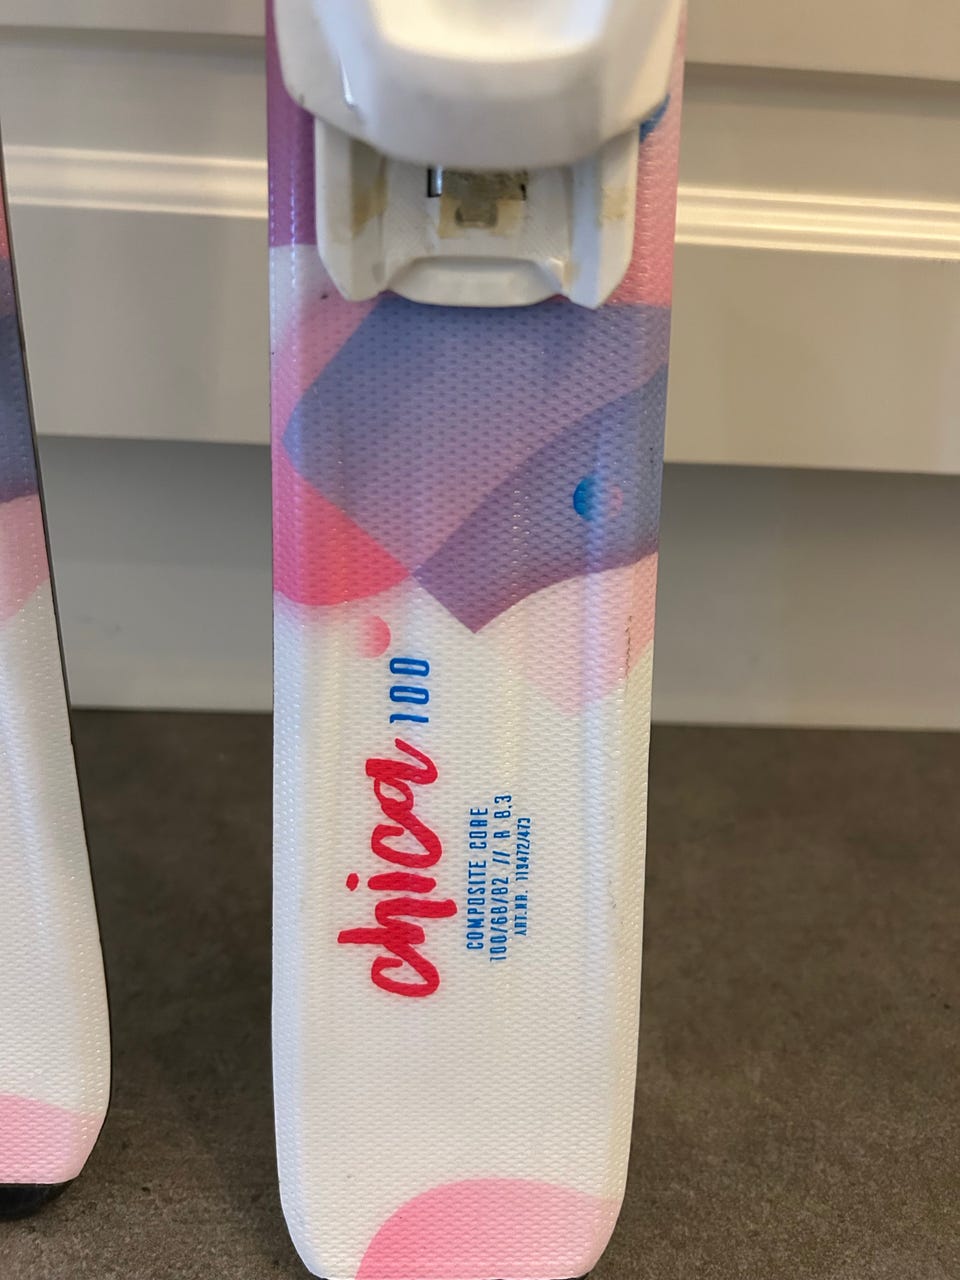 chica 100
COMPOSITE CORE
100/68/82 // R 8.3
ART.NR. 119472/473